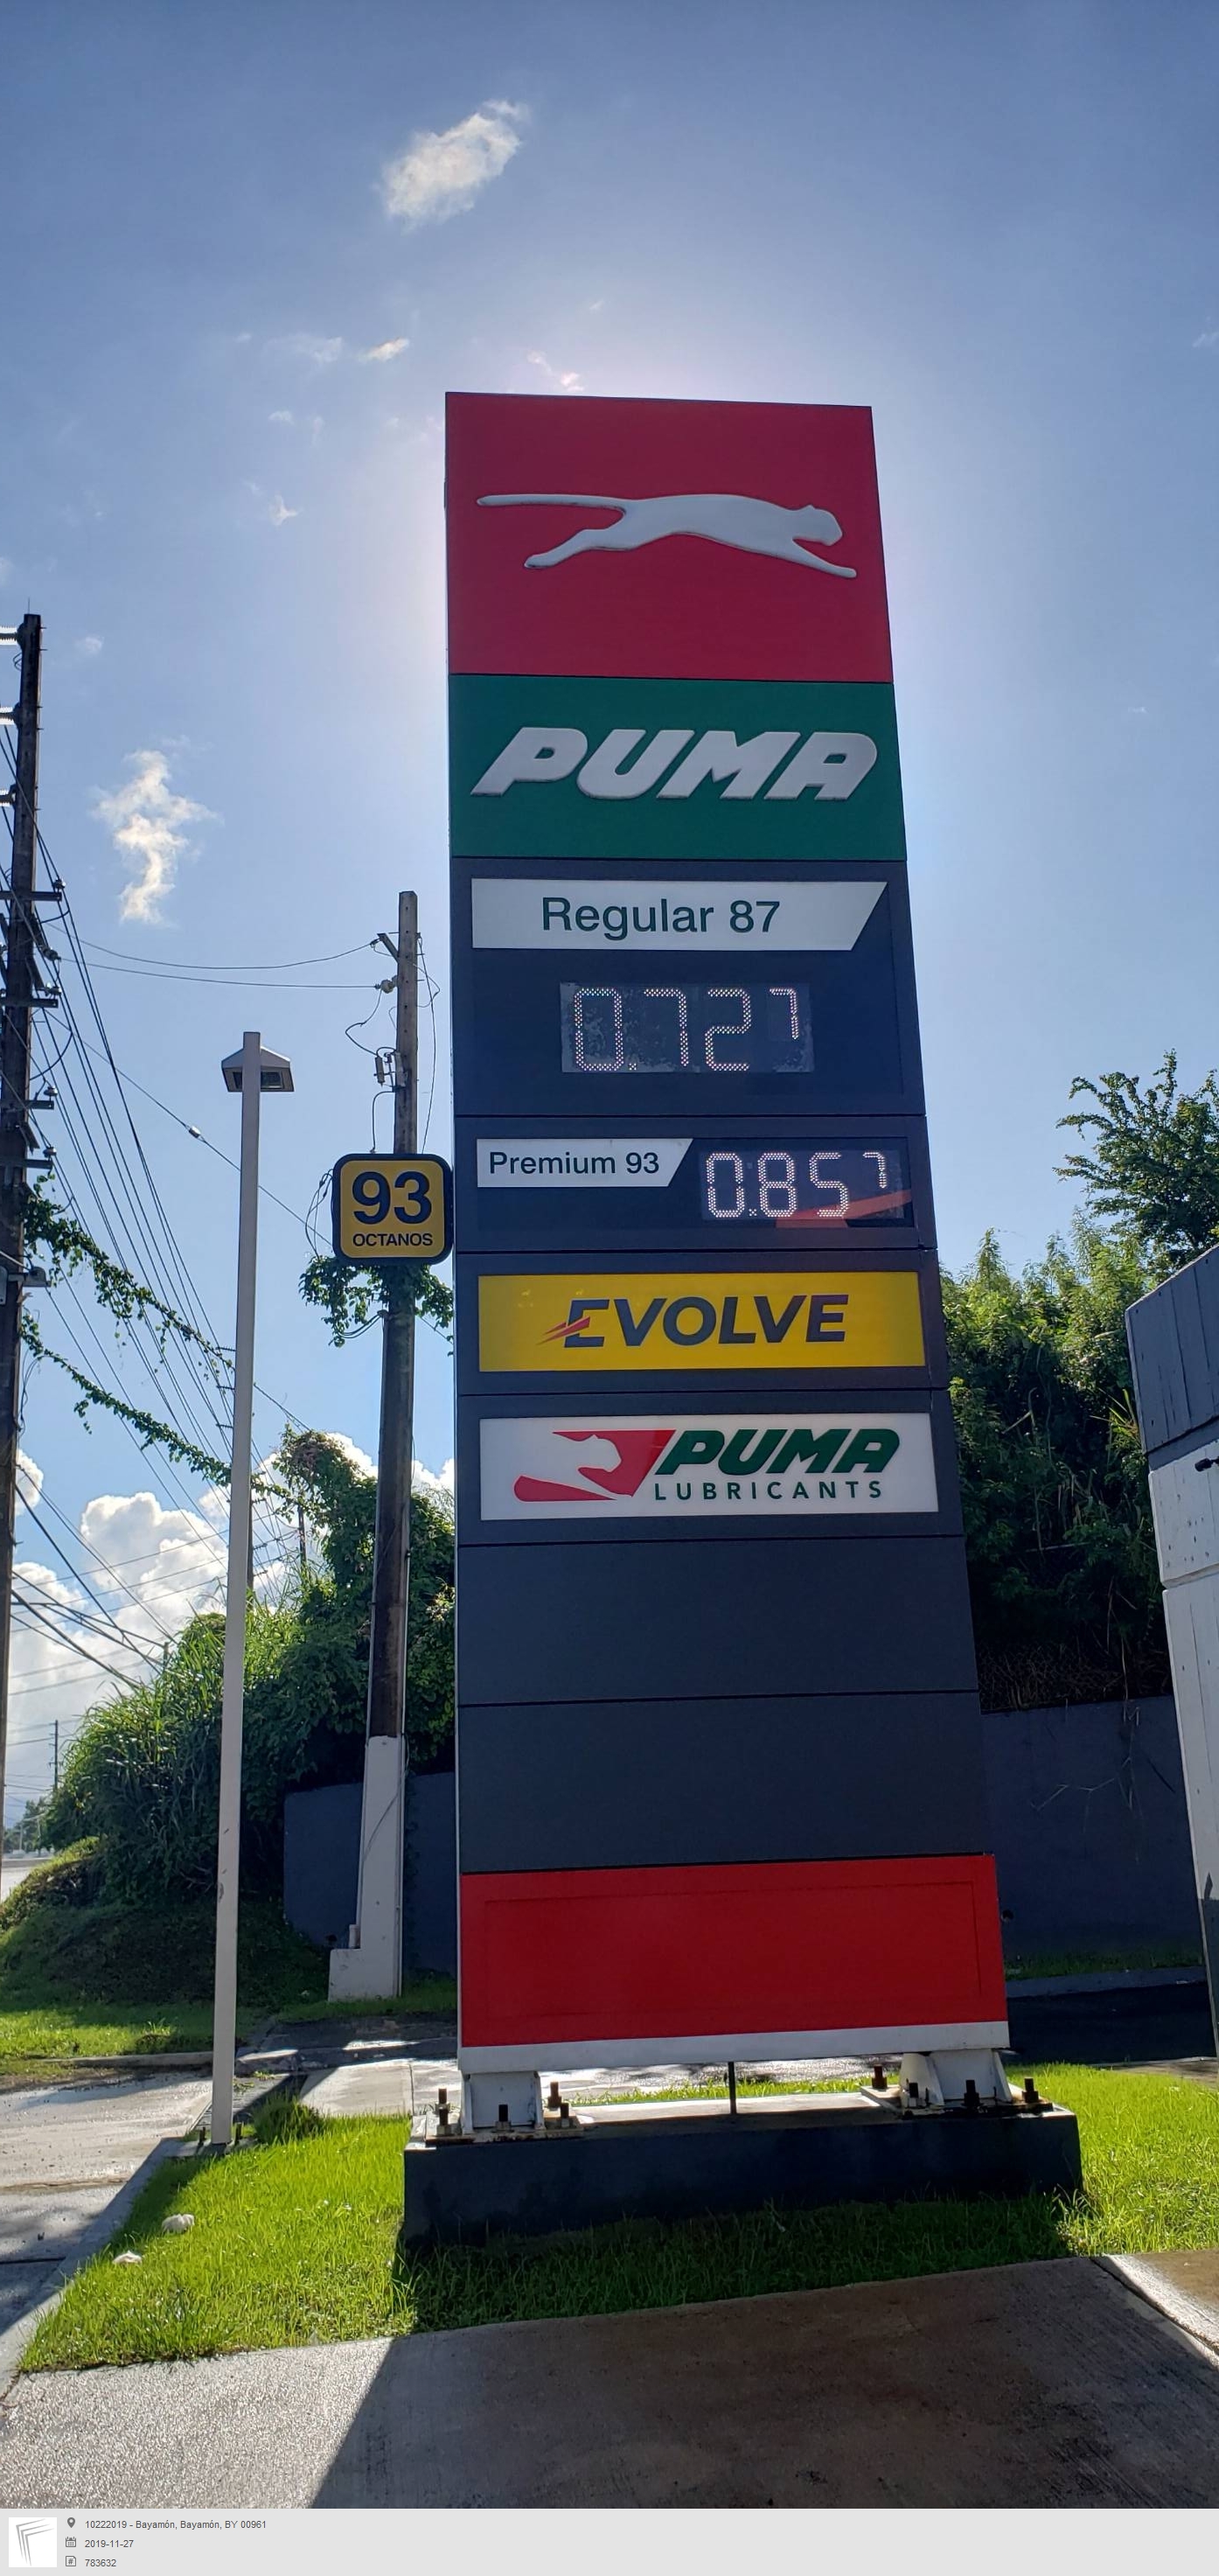 PUMA
Regular 87
0.727
Premium 93
0.857
93
OCTANOS
EVOLVE
PUMA
LUBRICANTS
10222019 - Bayamón, Bayamón, BY 00961
2019-11-27
783632